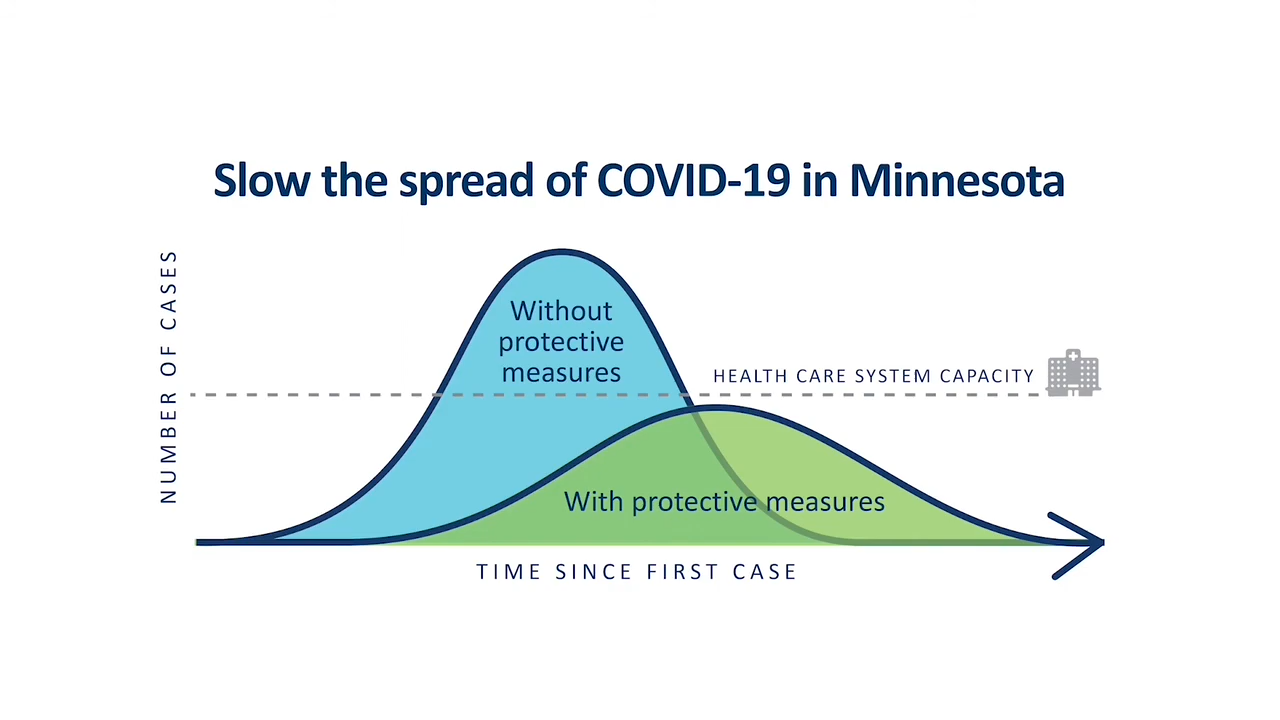 Slow the spread of COVID-19 in Minnesota
NUMBER OF CASES
Without
protective
measures
HEALTH CARE SYSTEM CAPACITY
With protective measures
TIME SINCE FIRST CASE